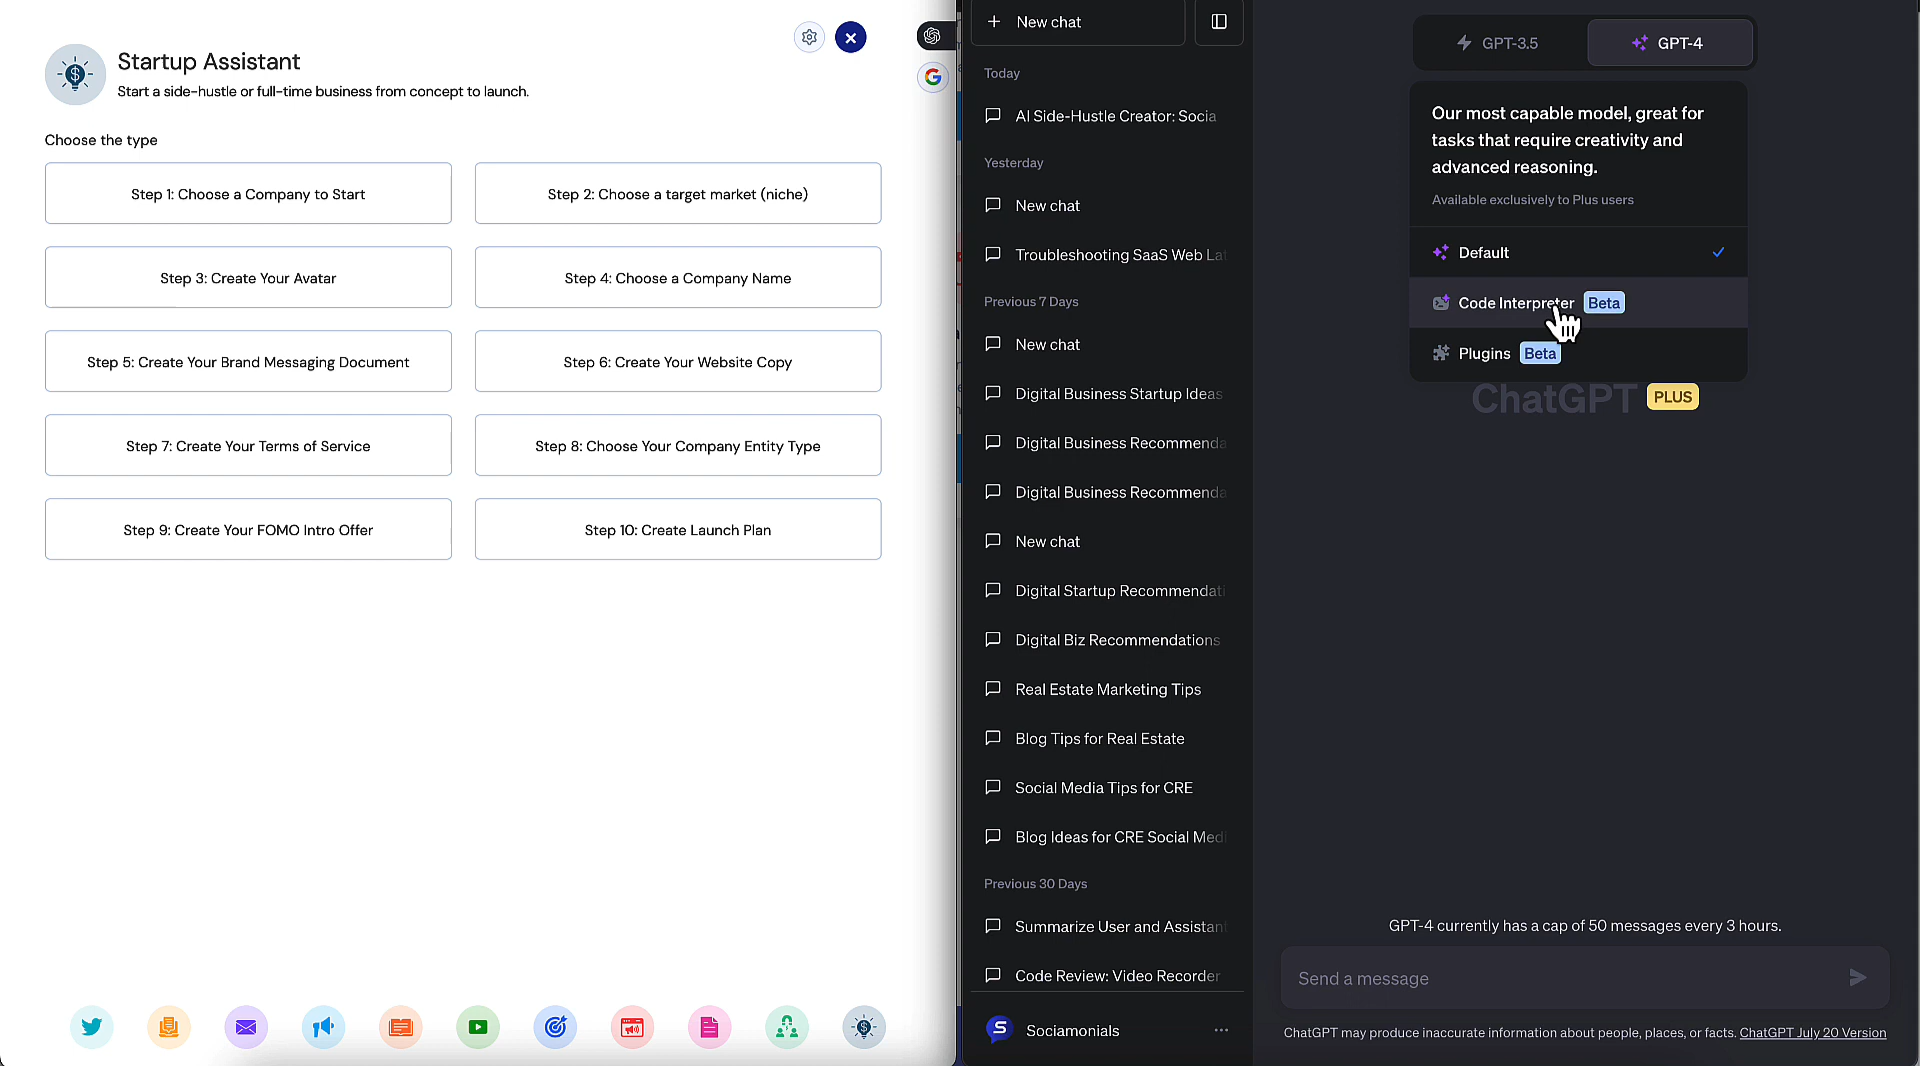 Startup Assistant
Start a side-hustle or full-time business from concept to launch.
Choose the type
Step 1: Choose a Company to Start
Step 2: Choose a target market (niche)
Step 3: Create Your Avatar
Step 4: Choose a Company Name
Step 5: Create Your Brand Messaging Document
Step 6: Create Your Website Copy
Step 7: Create Your Terms of Service
Step 8: Choose Your Company Entity Type
Step 9: Create Your FOMO Intro Offer
Step 10: Create Launch Plan
New chat
Today
AI Side-Hustle Creator: Socia
Yesterday
New chat
Troubleshooting SaaS Web Lat
Previous 7 Days
New chat
Digital Business Startup Ideas
Digital Business Recommenda
Digital Business Recommenda
New chat
Digital Startup Recommendati
Digital Biz Recommendations
Real Estate Marketing Tips
Blog Tips for Real Estate
Social Media Tips for CRE
Blog Ideas for CRE Social Medi
Previous 30 Days
Summarize User and Assistant
Code Review: Video Recorder
Sociamonials
GPT-3.5
GPT-4
Our most capable model, great for
tasks that require creativity and
advanced reasoning.
Available exclusively to Plus users
Default
Code Interpreter Beta
Plugins Beta
ChatGPT PLUS
GPT-4 currently has a cap of 50 messages every 3 hours.
Send a message
ChatGPT may produce inaccurate information about people, places, or facts. ChatGPT July 20 Version